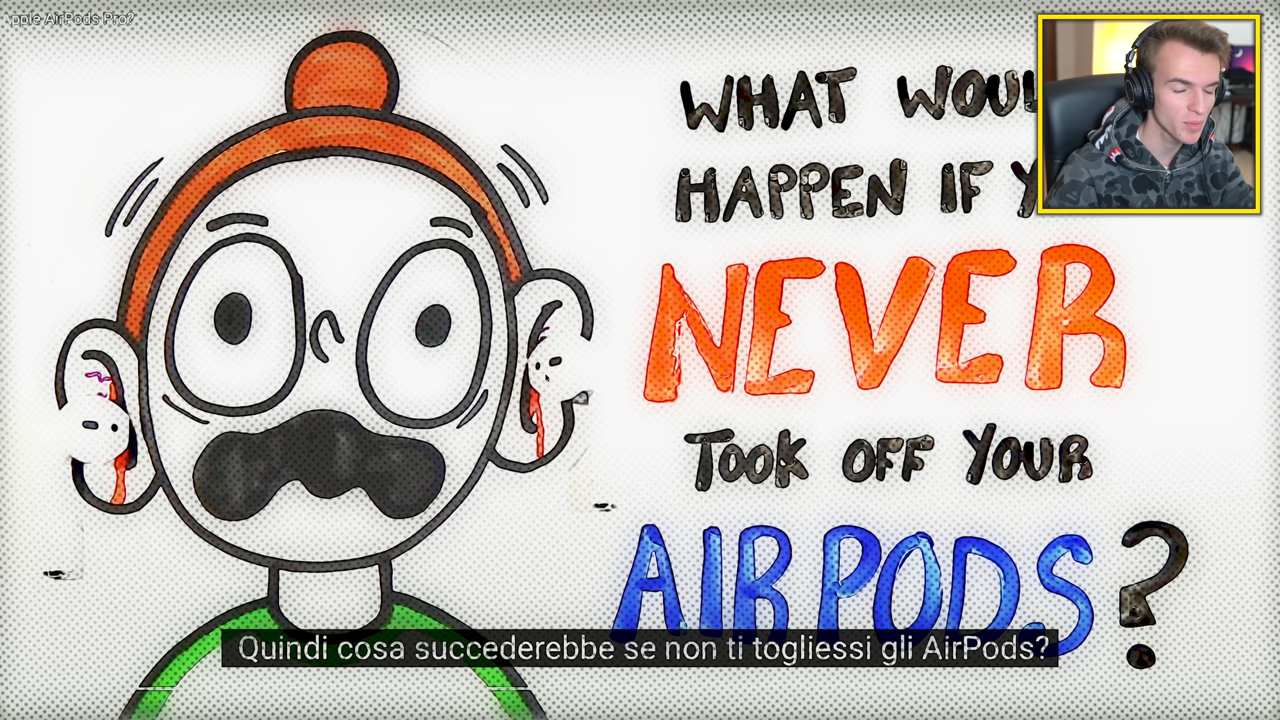 pple AirPods Pro?
WHAT WOUL
HAPPEN IF Y
NEVER
TOOK OFF YOUR
AIRPODS?
Quindi cosa succederebbe se non ti togliessi gli AirPods?